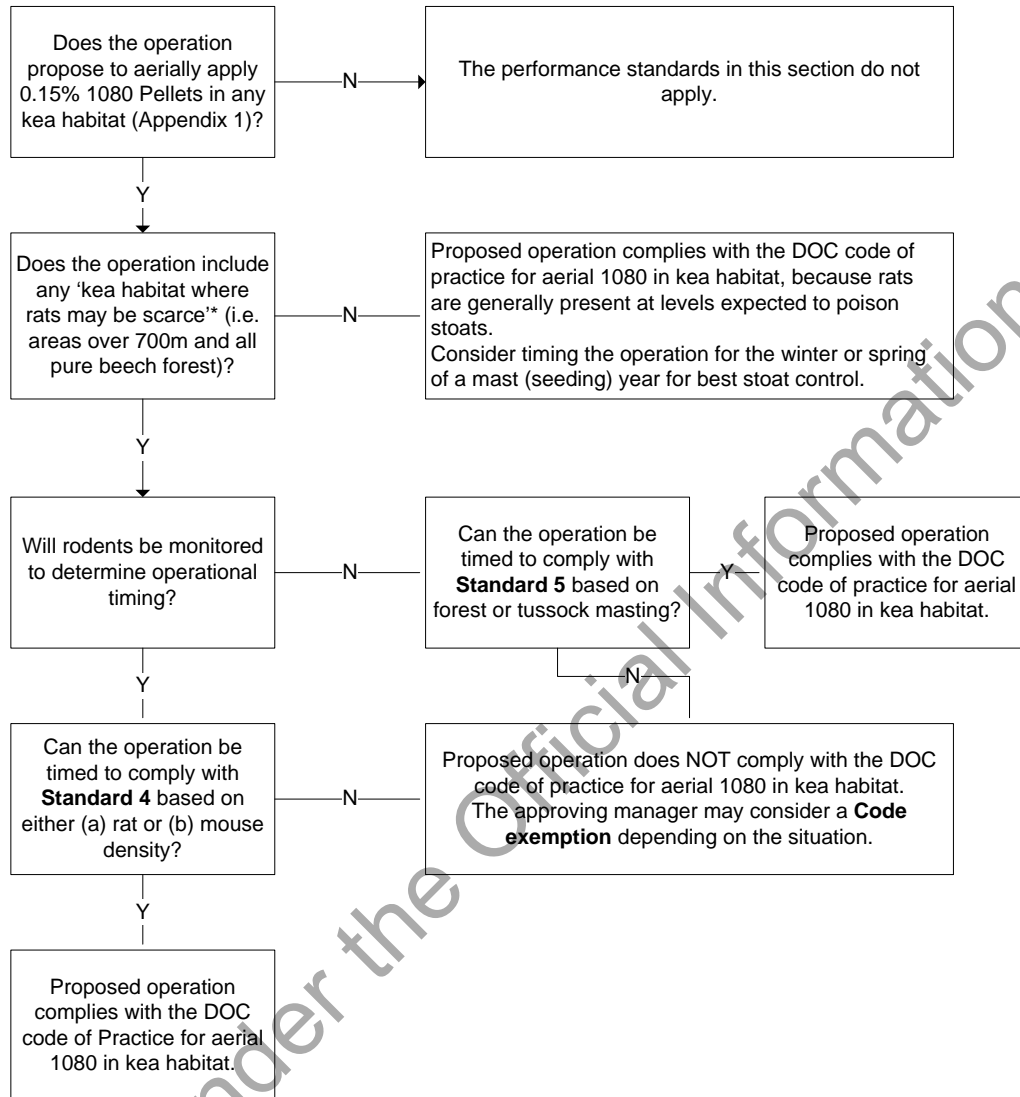 Does the operation
propose to aerially apply
0.15% 1080 Pellets in any
kea habitat (Appendix 1)?
N
The performance standards in this section do not
apply.
Y
Does the operation include
any ‘kea habitat where
rats may be scarce’* (i.e.
areas over 700m and all
pure beech forest)?
N
Proposed operation complies with the DOC code of
practice for aerial 1080 in kea habitat, because rats
are generally present at levels expected to poison
stoats.
Consider timing the operation for the winter or spring
of a mast (seeding) year for best stoat control.
Y
Will rodents be monitored
to determine operational
timing?
N
Can the operation be
timed to comply with
Standard 5 based on
forest or tussock masting?
Y
Proposed operation
complies with the DOC
code of practice for aerial
1080 in kea habitat.
N
Y
Can the operation be
timed to comply with
Standard 4 based on
either (a) rat or (b) mouse
density?
N
Proposed operation does NOT comply with the DOC
code of practice for aerial 1080 in kea habitat.
The approving manager may consider a Code
exemption depending on the situation.
Y
Proposed operation
complies with the DOC
code of Practice for aerial
1080 in kea habitat.
nder the Official Information